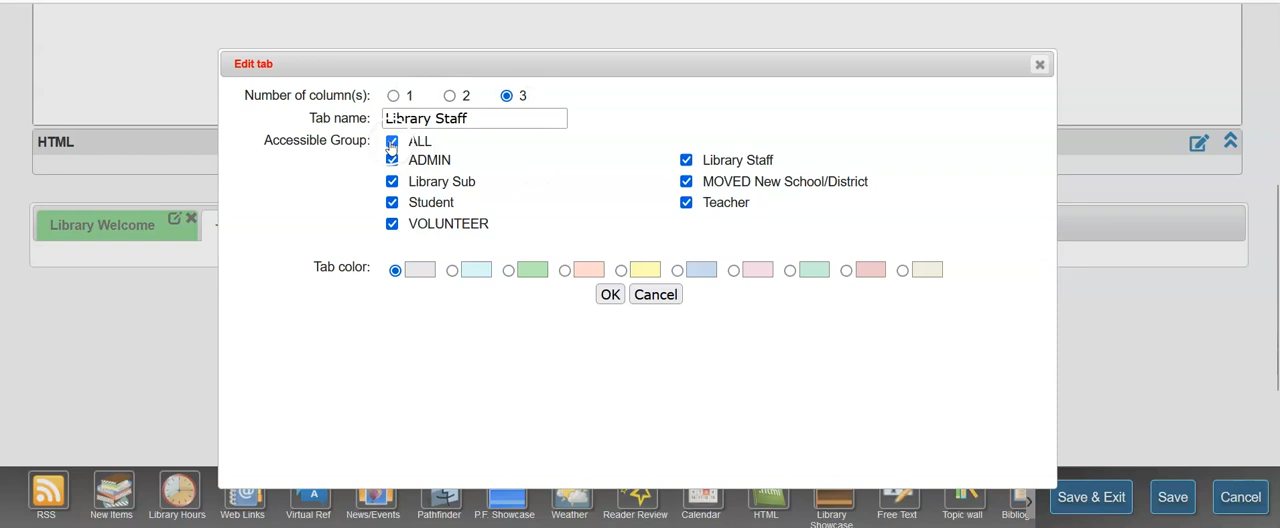 Edit tab
Number of column(s): 1 2 3
Tab name: Library Staff
Accessible Group: ALL
ADMIN Library Staff
Library Sub MOVED New School/District
Student Teacher
VOLUNTEER
Tab color:
OK Cancel
HTML
Library Welcome
RSS New Items Library Hours Web Links Virtual Ref News/Events Pathfinder P.F. Showcase Weather Reader Review Calendar HTML Library Showcase Free Text Topic wall
Save & Exit Save Cancel